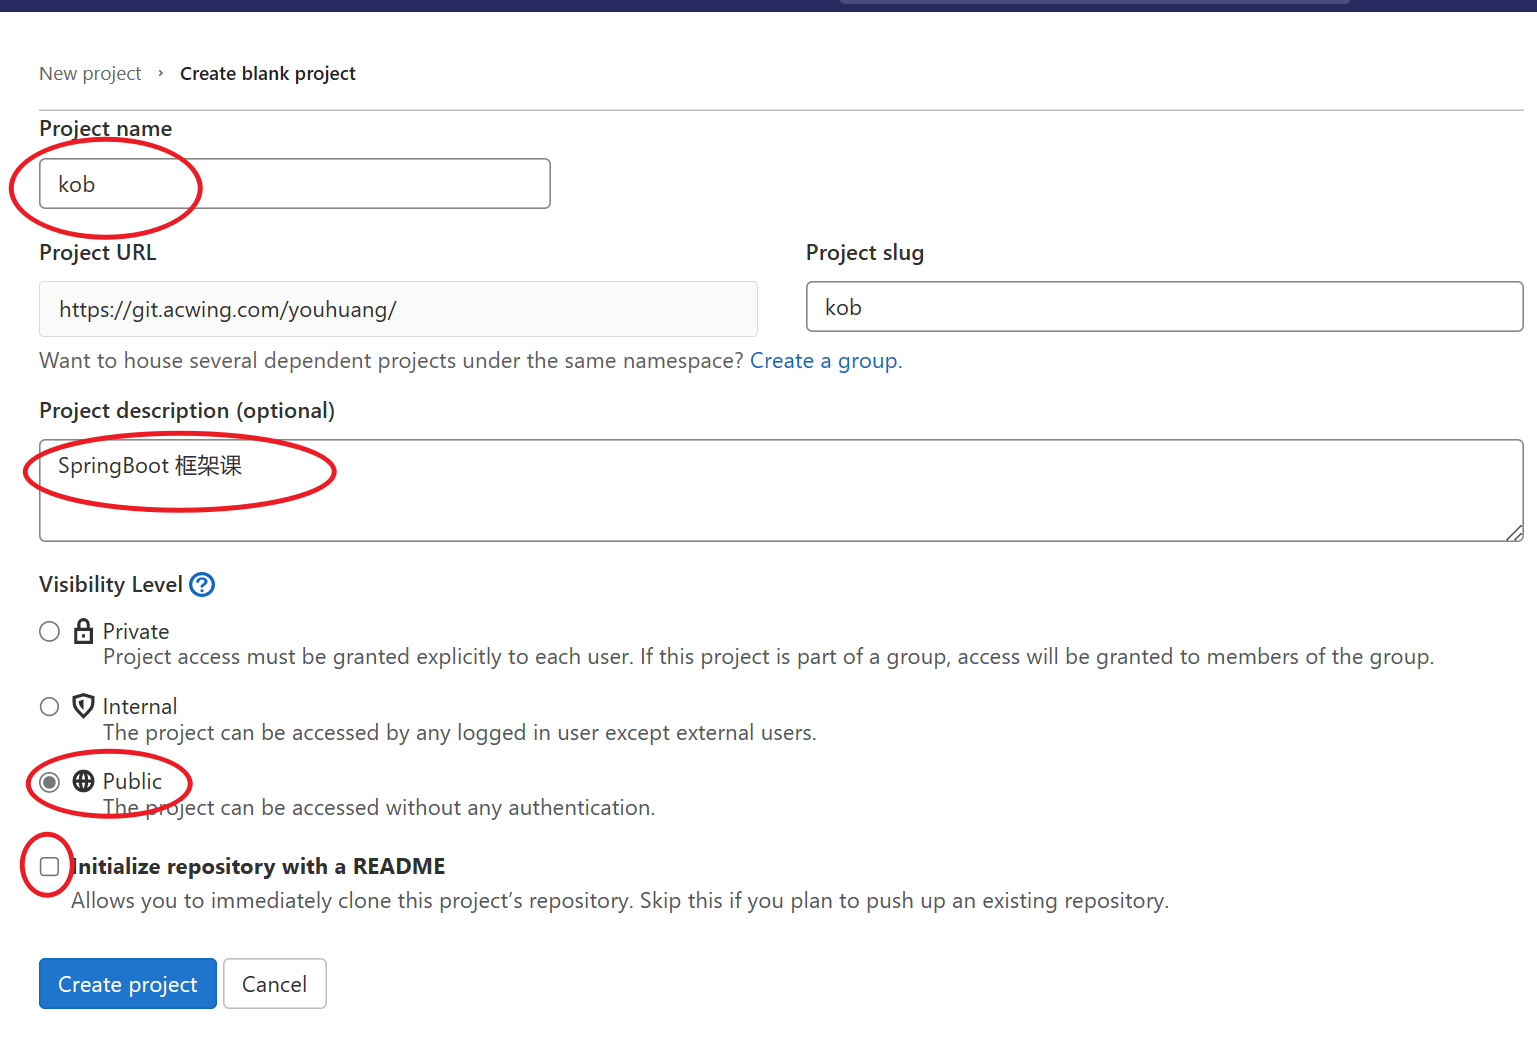 New project › Create blank project
Project name
kob
Project URL
Project slug
https://git.acwing.com/youhuang/
kob
Want to house several dependent projects under the same namespace? Create a group.
Project description (optional)
SpringBoot 框架课
Visibility Level ?
Private
Project access must be granted explicitly to each user. If this project is part of a group, access will be granted to members of the group.
Internal
The project can be accessed by any logged in user except external users.
Public
The project can be accessed without any authentication.
Initialize repository with a README
Allows you to immediately clone this project’s repository. Skip this if you plan to push up an existing repository.
Create project
Cancel